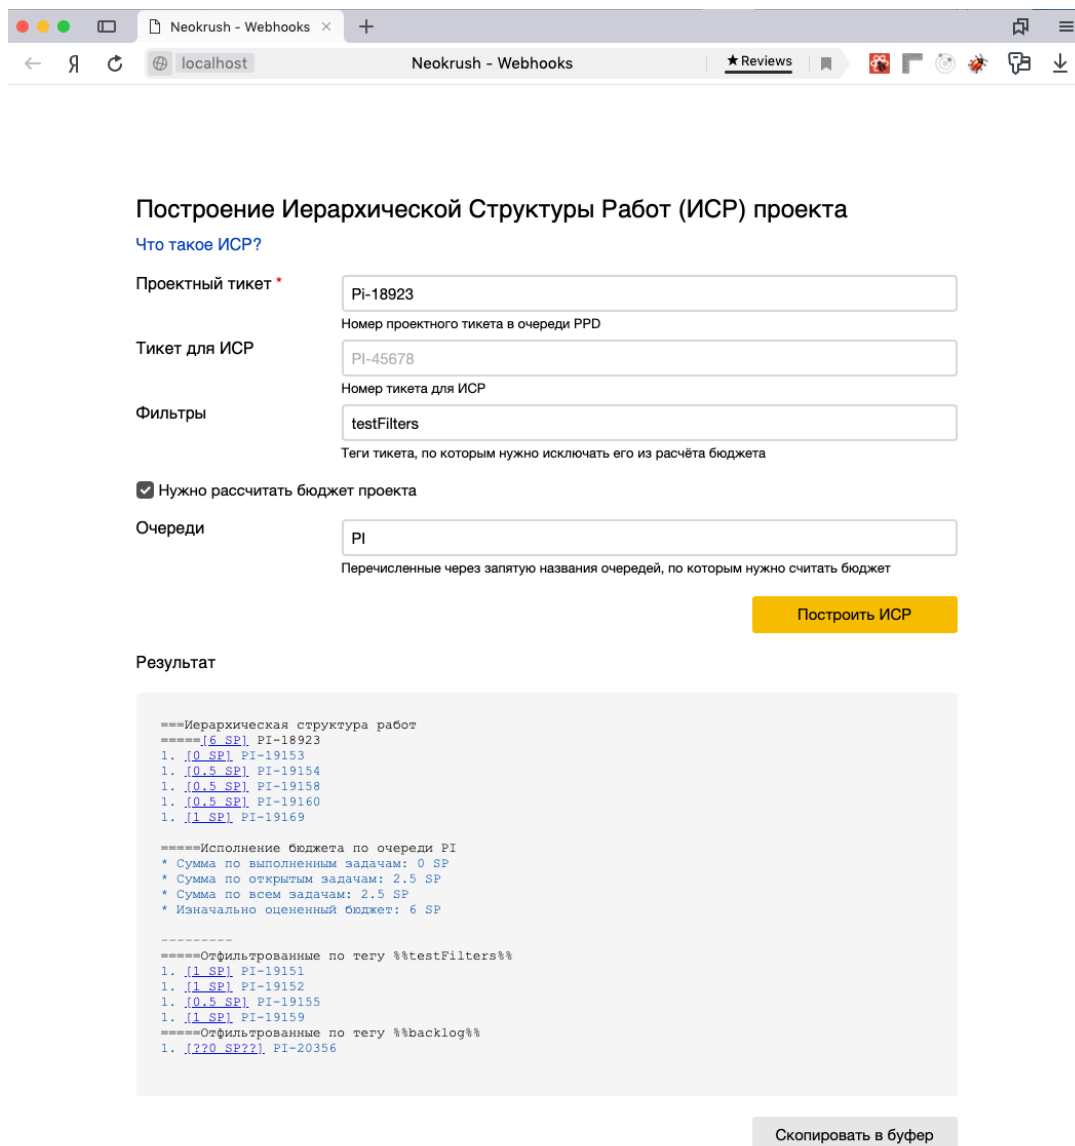 Neokrush - Webhooks
Я localhost Neokrush - Webhooks ★ Reviews
Построение Иерархической Структуры Работ (ИСР) проекта
Что такое ИСР?
Проектный тикет *
Pi-18923
Номер проектного тикета в очереди PPD
Тикет для ИСР
PI-45678
Номер тикета для ИСР
Фильтры
testFilters
Теги тикета, по которым нужно исключать его из расчёта бюджета
Нужно рассчитать бюджет проекта
Очереди
PI
Перечисленные через запятую названия очередей, по которым нужно считать бюджет
Построить ИСР
Результат
===Иерархическая структура работ
=====[6 SP] PI-18923
1. [0 SP] PI-19153
1. [0.5 SP] PI-19154
1. [0.5 SP] PI-19158
1. [0.5 SP] PI-19160
1. [1 SP] PI-19169
=====Исполнение бюджета по очереди PI
* Сумма по выполненным задачам: 0 SP
* Сумма по открытым задачам: 2.5 SP
* Сумма по всем задачам: 2.5 SP
* Изначально оцененный бюджет: 6 SP
---------
=====Отфильтрованные по тегу %%testFilters%%
1. [1 SP] PI-19151
1. [1 SP] PI-19152
1. [0.5 SP] PI-19155
1. [1 SP] PI-19159
=====Отфильтрованные по тегу %%backlog%%
1. [??0 SP??] PI-20356
Скопировать в буфер